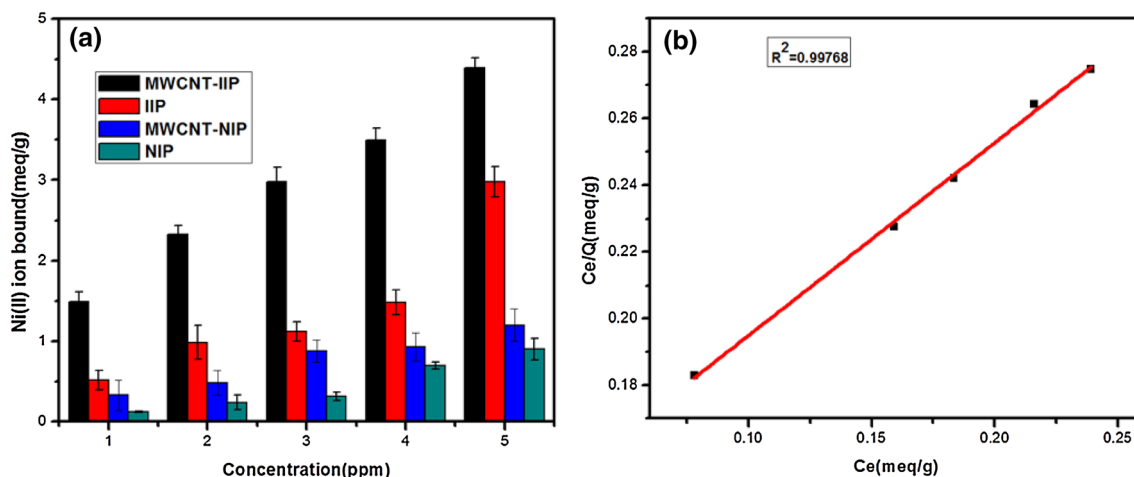 (a)
MWCNT-IIP
IIP
MWCNT-NIP
NIP
Ni(II) ion bound(meq/g)
5
4
3
2
1
0
1 2 3 4 5
Concentration(ppm)
(b)
R²=0.99768
Ce/Q(meq/g)
0.28
0.26
0.24
0.22
0.20
0.18
0.10 0.15 0.20 0.25
Ce(meq/g)